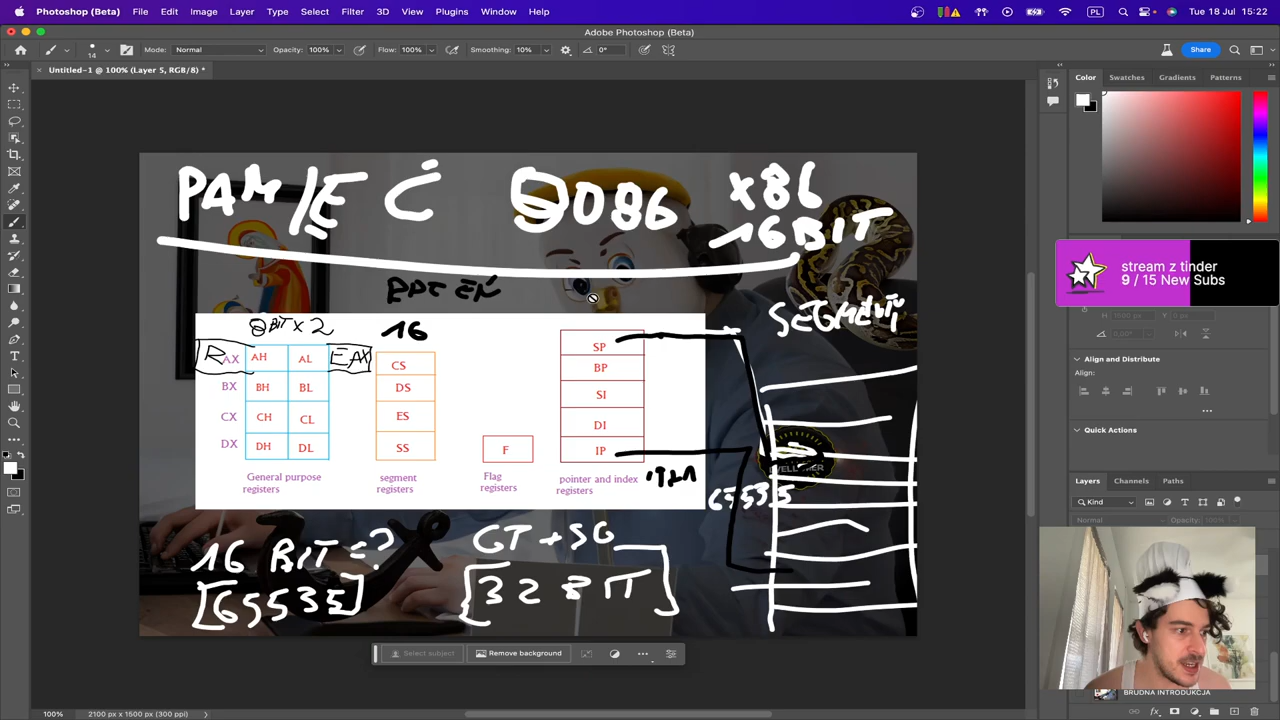 Photoshop (Beta) File Edit Image Layer Type Select Filter 3D View Plugins Window Help PL Tue 18 Jul 15:22
Adobe Photoshop (Beta)
14 Mode: Normal Opacity: 100% Flow: 100% Smoothing: 10% 0° Share
Untitled-1 @ 100% (Layer 5, RGB/8) *
Color Swatches Gradients Patterns
PAMIĘĆ 8086 x86
16BIT
stream z tinder
9 / 15 New Subs
8BIT x 2 16
R AX AH AL EAX
BX BH BL
CX CH CL
DX DH DL
General purpose
registers
CS
DS
ES
SS
segment
registers
F
Flag
registers
SP
BP
SI
DI
IP
pointer and index
registers
65535
16 BIT = ?
[65535]
[32 BIT]
Align and Distribute
Align:
Quick Actions
Layers Channels Paths
Kind
Normal
BRUDNA INTRODUKCJA
Select subject Remove background
100% 2100 px x 1500 px (300 ppi)